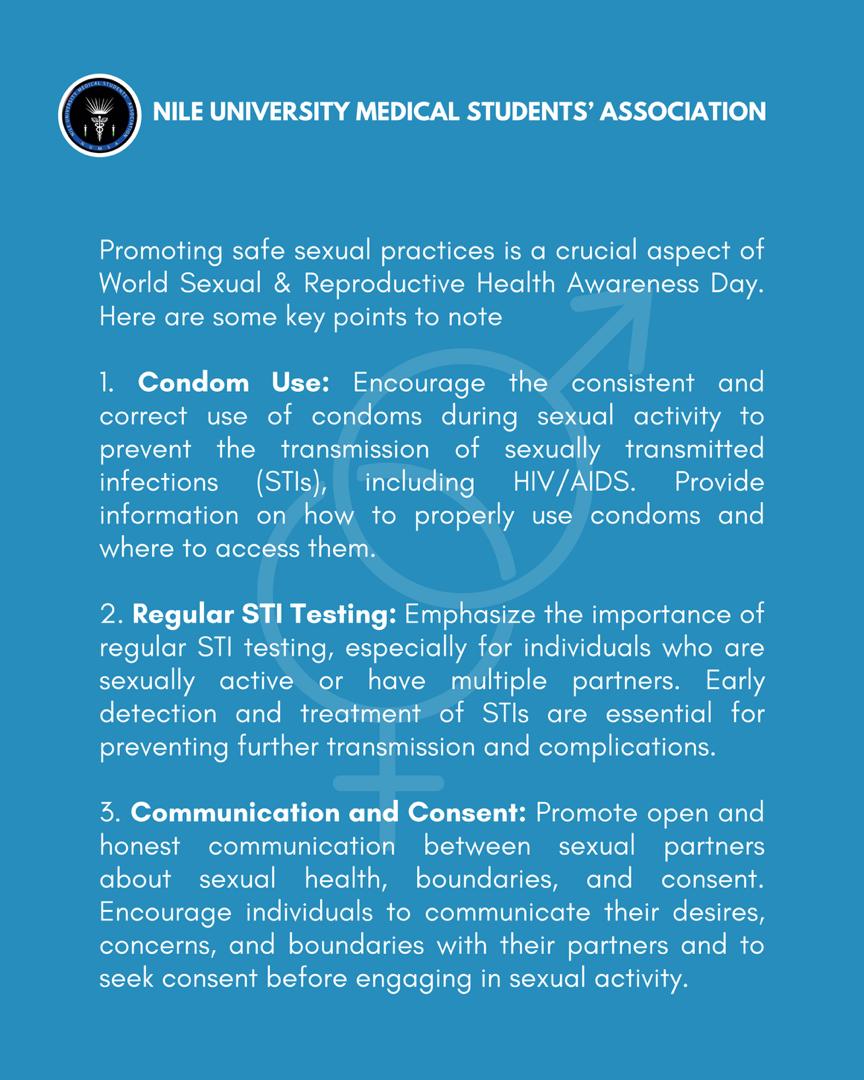 NILE UNIVERSITY MEDICAL STUDENTS' ASSOCIATION
NILE UNIVERSITY MEDICAL STUDENTS' ASSOCIATION
Promoting safe sexual practices is a crucial aspect of
World Sexual & Reproductive Health Awareness Day.
Here are some key points to note
1. Condom Use: Encourage the consistent and
correct use of condoms during sexual activity to
prevent the transmission of sexually transmitted
infections (STIs), including HIV/AIDS. Provide
information on how to properly use condoms and
where to access them.
2. Regular STI Testing: Emphasize the importance of
regular STI testing, especially for individuals who are
sexually active or have multiple partners. Early
detection and treatment of STIs are essential for
preventing further transmission and complications.
3. Communication and Consent: Promote open and
honest communication between sexual partners
about sexual health, boundaries, and consent.
Encourage individuals to communicate their desires,
concerns, and boundaries with their partners and to
seek consent before engaging in sexual activity.